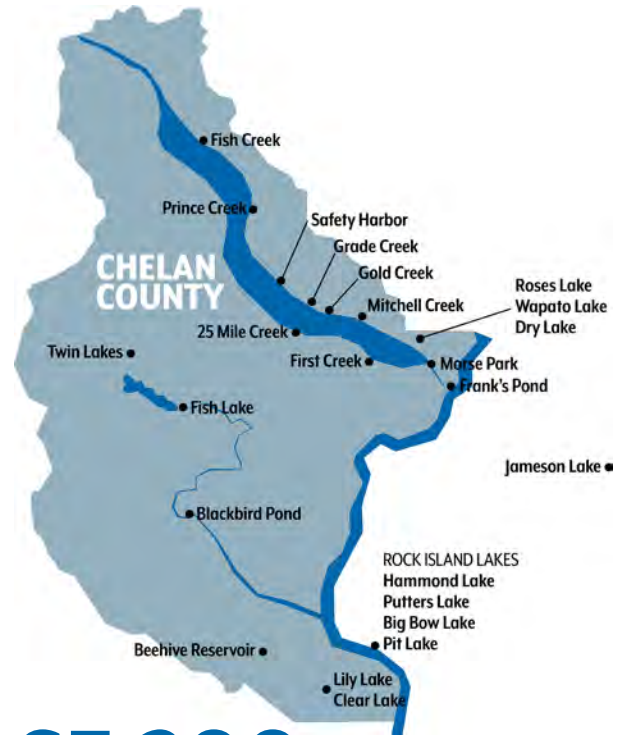 Fish Creek
Prince Creek
Safety Harbor
Grade Creek
Gold Creek
Mitchell Creek
CHELAN
COUNTY
Roses Lake
Wapato Lake
Dry Lake
25 Mile Creek
Twin Lakes
First Creek
Morse Park
Frank's Pond
Fish Lake
Jameson Lake
Blackbird Pond
ROCK ISLAND LAKES
Hammond Lake
Putters Lake
Big Bow Lake
Pit Lake
Beehive Reservoir
Lily Lake
Clear Lake